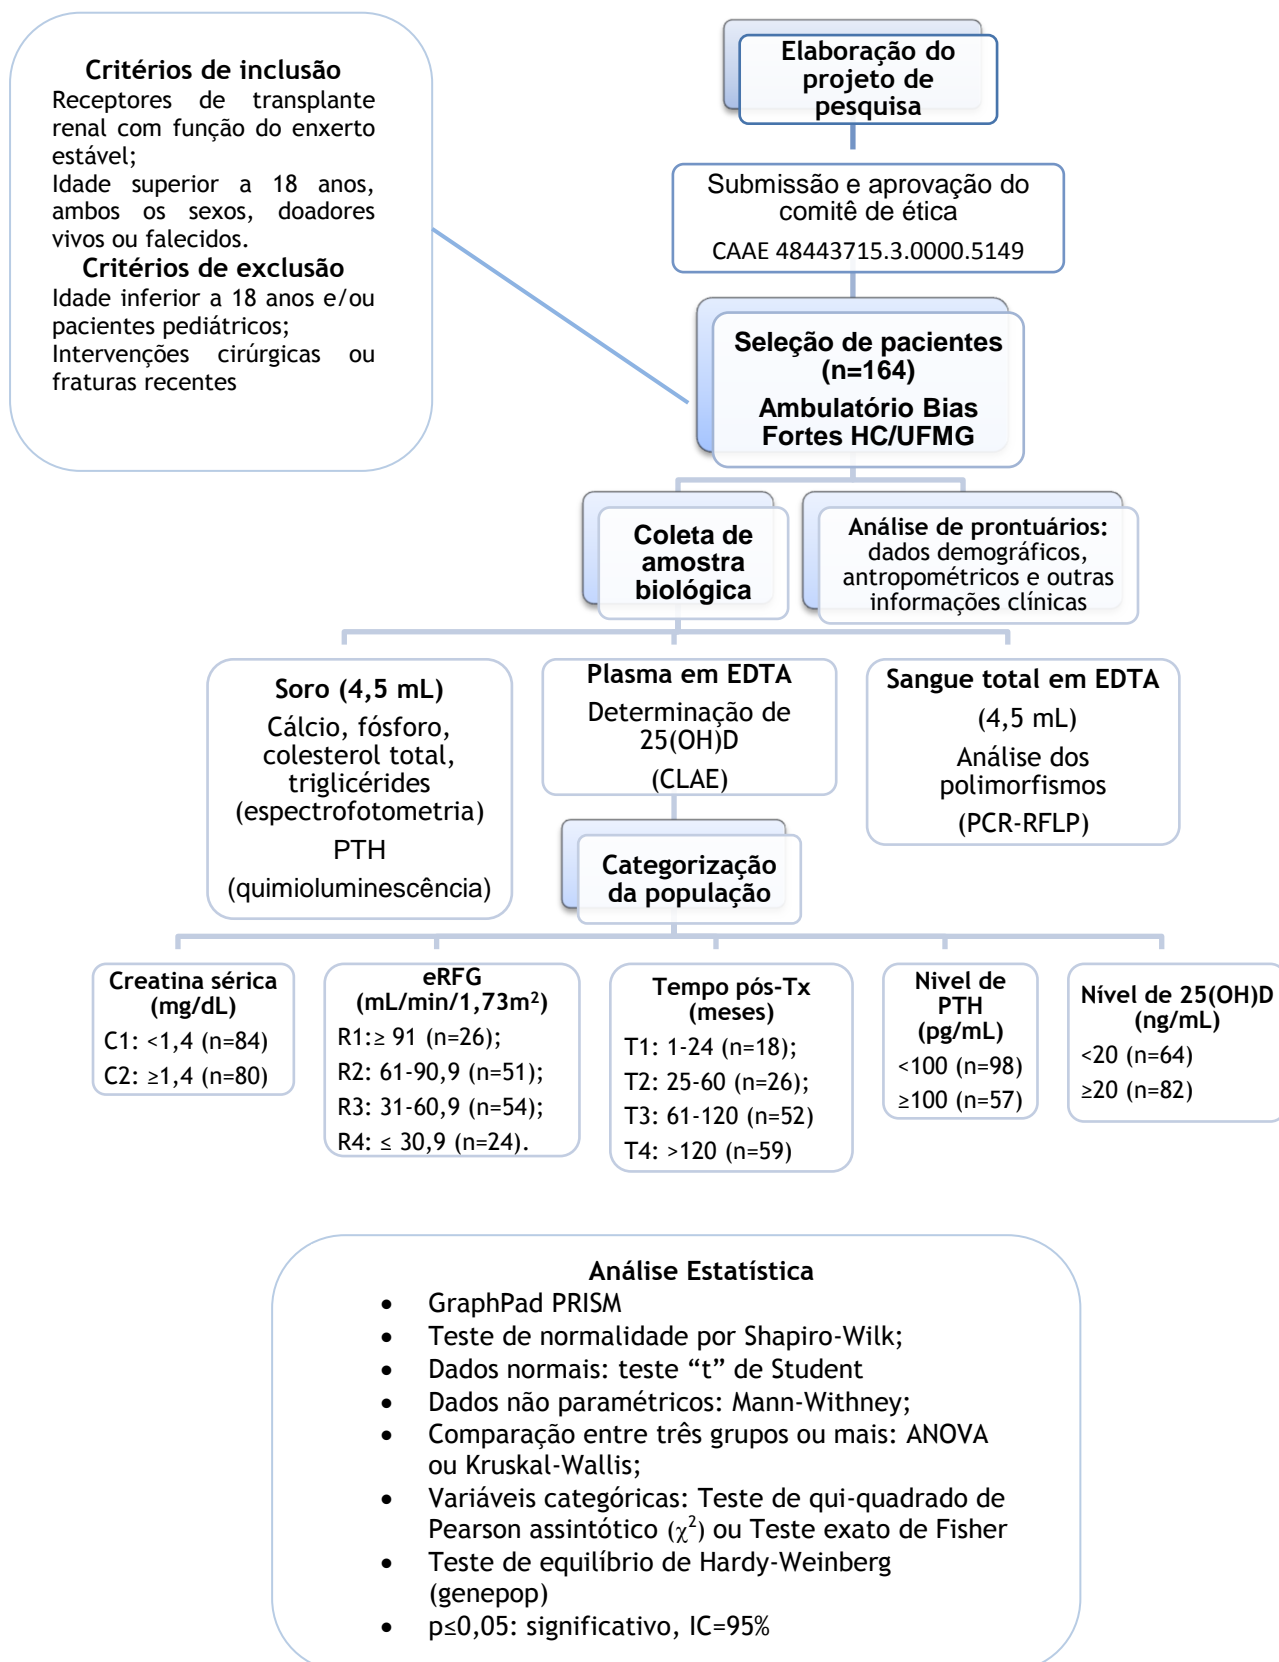 Critérios de inclusão
Receptores de transplante
renal com função do enxerto
estável;
Idade superior a 18 anos,
ambos os sexos, doadores
vivos ou falecidos.
Critérios de exclusão
Idade inferior a 18 anos e/ou
pacientes pediátricos;
Intervenções cirúrgicas ou
fraturas recentes
Elaboração do
projeto de
pesquisa
Submissão e aprovação do
comitê de ética
CAAE 48443715.3.0000.5149
Seleção de pacientes
(n=164)
Ambulatório Bias
Fortes HC/UFMG
Coleta de
amostra
biológica
Análise de prontuários:
dados demográficos,
antropométricos e outras
informações clínicas
Soro (4,5 mL)
Cálcio, fósforo,
colesterol total,
triglicérides
(espectrofotometria)
PTH
(quimioluminescência)
Plasma em EDTA
Determinação de
25(OH)D
(CLAE)
Sangue total em EDTA
(4,5 mL)
Análise dos
polimorfismos
(PCR-RFLP)
Categorização
da população
Creatina sérica
(mg/dL)
C1: <1,4 (n=84)
C2: ≥1,4 (n=80)
eRFG
(mL/min/1,73m²)
R1:≥ 91 (n=26);
R2: 61-90,9 (n=51);
R3: 31-60,9 (n=54);
R4: ≤ 30,9 (n=24).
Tempo pós-Tx
(meses)
T1: 1-24 (n=18);
T2: 25-60 (n=26);
T3: 61-120 (n=52)
T4: >120 (n=59)
Nivel de
PTH
(pg/mL)
<100 (n=98)
≥100 (n=57)
Nível de 25(OH)D
(ng/mL)
<20 (n=64)
≥20 (n=82)
Análise Estatística
• GraphPad PRISM
• Teste de normalidade por Shapiro-Wilk;
• Dados normais: teste “t” de Student
• Dados não paramétricos: Mann-Withney;
• Comparação entre três grupos ou mais: ANOVA
ou Kruskal-Wallis;
• Variáveis categóricas: Teste de qui-quadrado de
Pearson assintótico (χ²) ou Teste exato de Fisher
• Teste de equilíbrio de Hardy-Weinberg
(genepop)
• p≤0,05: significativo, IC=95%